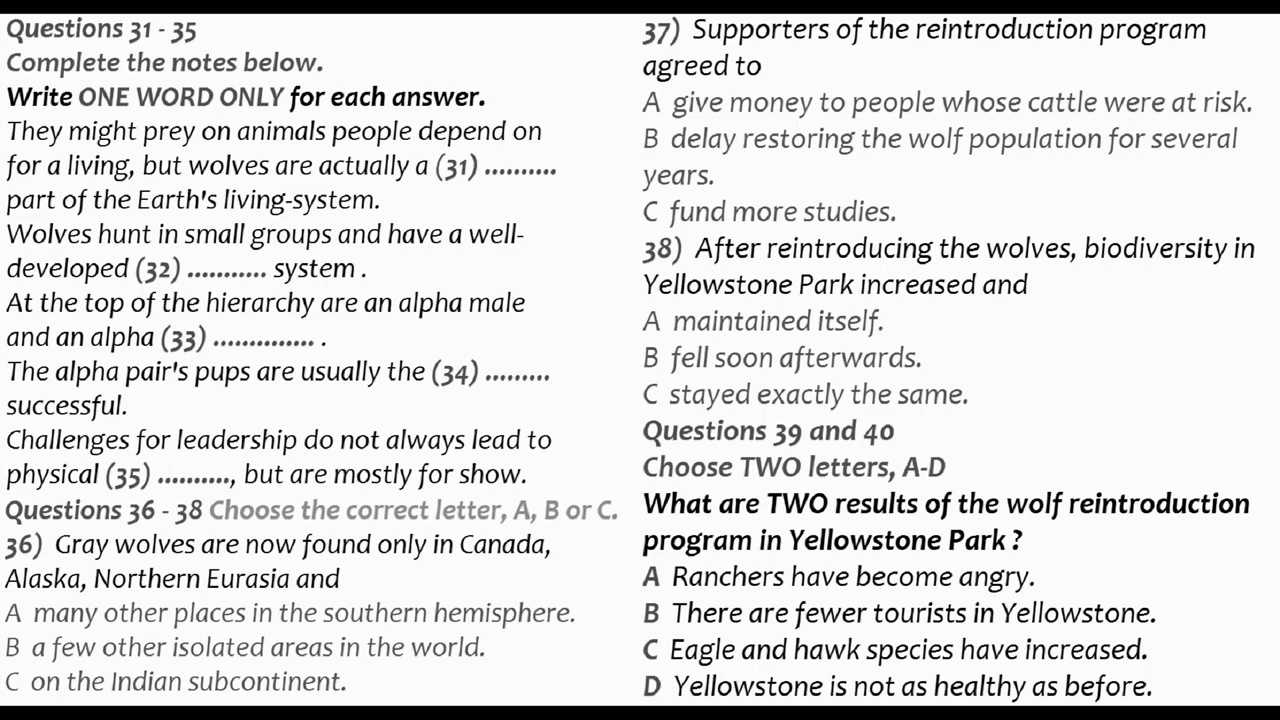 Questions 31 - 35
Complete the notes below.
Write ONE WORD ONLY for each answer.
They might prey on animals people depend on
for a living, but wolves are actually a (31) ..........
part of the Earth's living-system.
Wolves hunt in small groups and have a well-
developed (32) ........... system .
At the top of the hierarchy are an alpha male
and an alpha (33) .............. .
The alpha pair's pups are usually the (34) .........
successful.
Challenges for leadership do not always lead to
physical (35) .........., but are mostly for show.
Questions 36 - 38 Choose the correct letter, A, B or C.
36) Gray wolves are now found only in Canada,
Alaska, Northern Eurasia and
A many other places in the southern hemisphere.
B a few other isolated areas in the world.
C on the Indian subcontinent.
37) Supporters of the reintroduction program
agreed to
A give money to people whose cattle were at risk.
B delay restoring the wolf population for several
years.
C fund more studies.
38) After reintroducing the wolves, biodiversity in
Yellowstone Park increased and
A maintained itself.
B fell soon afterwards.
C stayed exactly the same.
Questions 39 and 40
Choose TWO letters, A-D
What are TWO results of the wolf reintroduction
program in Yellowstone Park ?
A Ranchers have become angry.
B There are fewer tourists in Yellowstone.
C Eagle and hawk species have increased.
D Yellowstone is not as healthy as before.